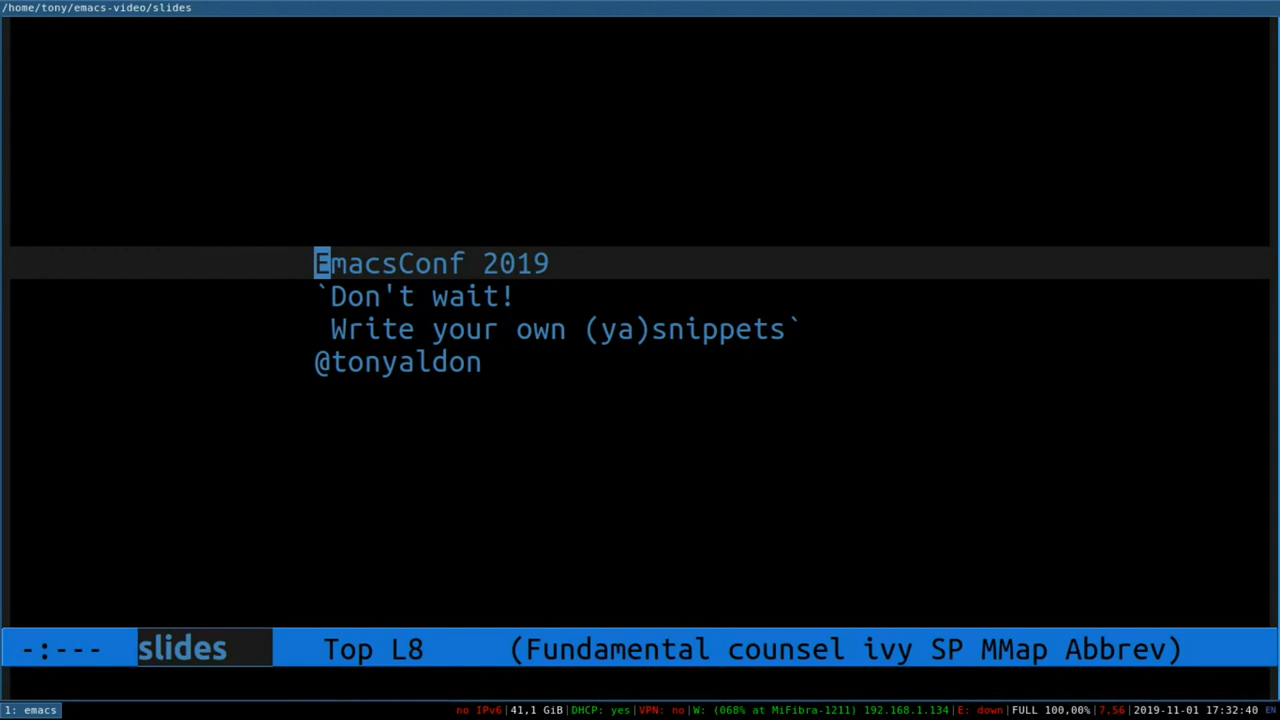 /home/tony/emacs-video/slides
EmacsConf 2019
`Don't wait!
Write your own (ya)snippets`
@tonyaldon
-:--- slides Top L8 (Fundamental counsel ivy SP MMap Abbrev)
1: emacs no IPv6|41,1 GiB|DHCP: yes|VPN: no|W: (068% at MiFibra-1211) 192.168.1.134|E: down|FULL 100,00%|7,56|2019-11-01 17:32:40 EN